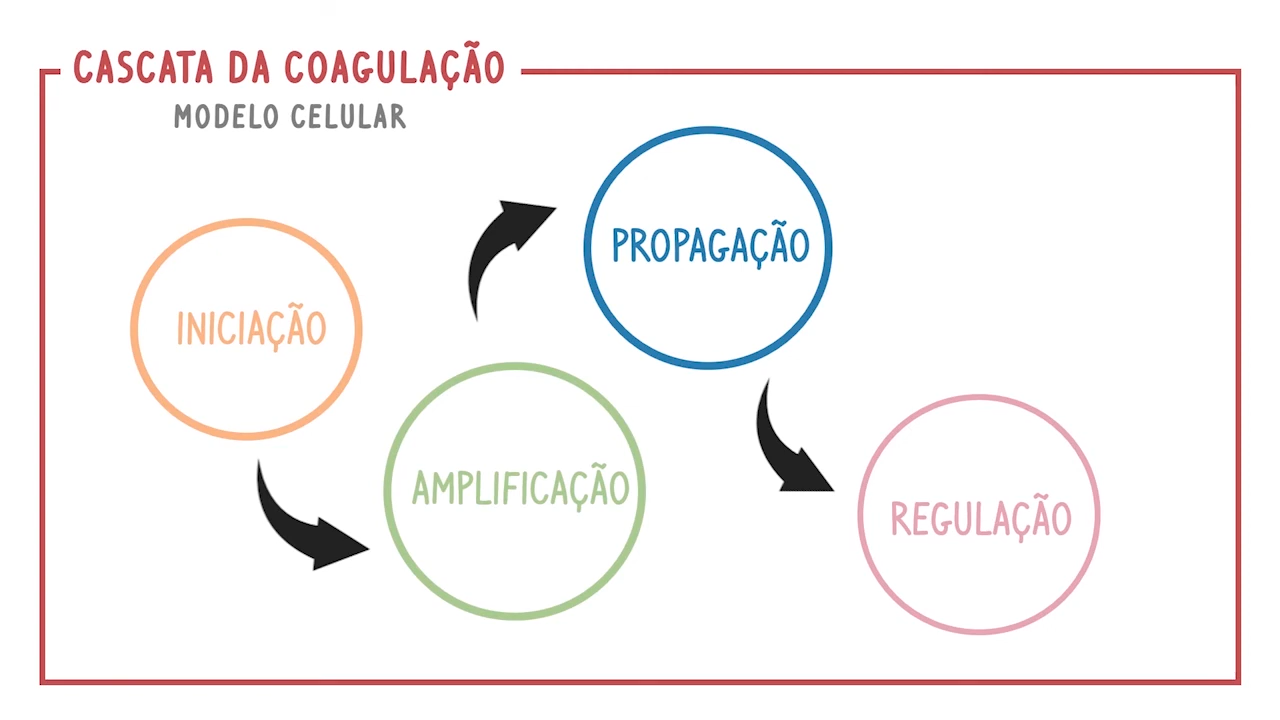 CASCATA DA COAGULAÇÃO
MODELO CELULAR
INICIAÇÃO
AMPLIFICAÇÃO
PROPAGAÇÃO
REGULAÇÃO